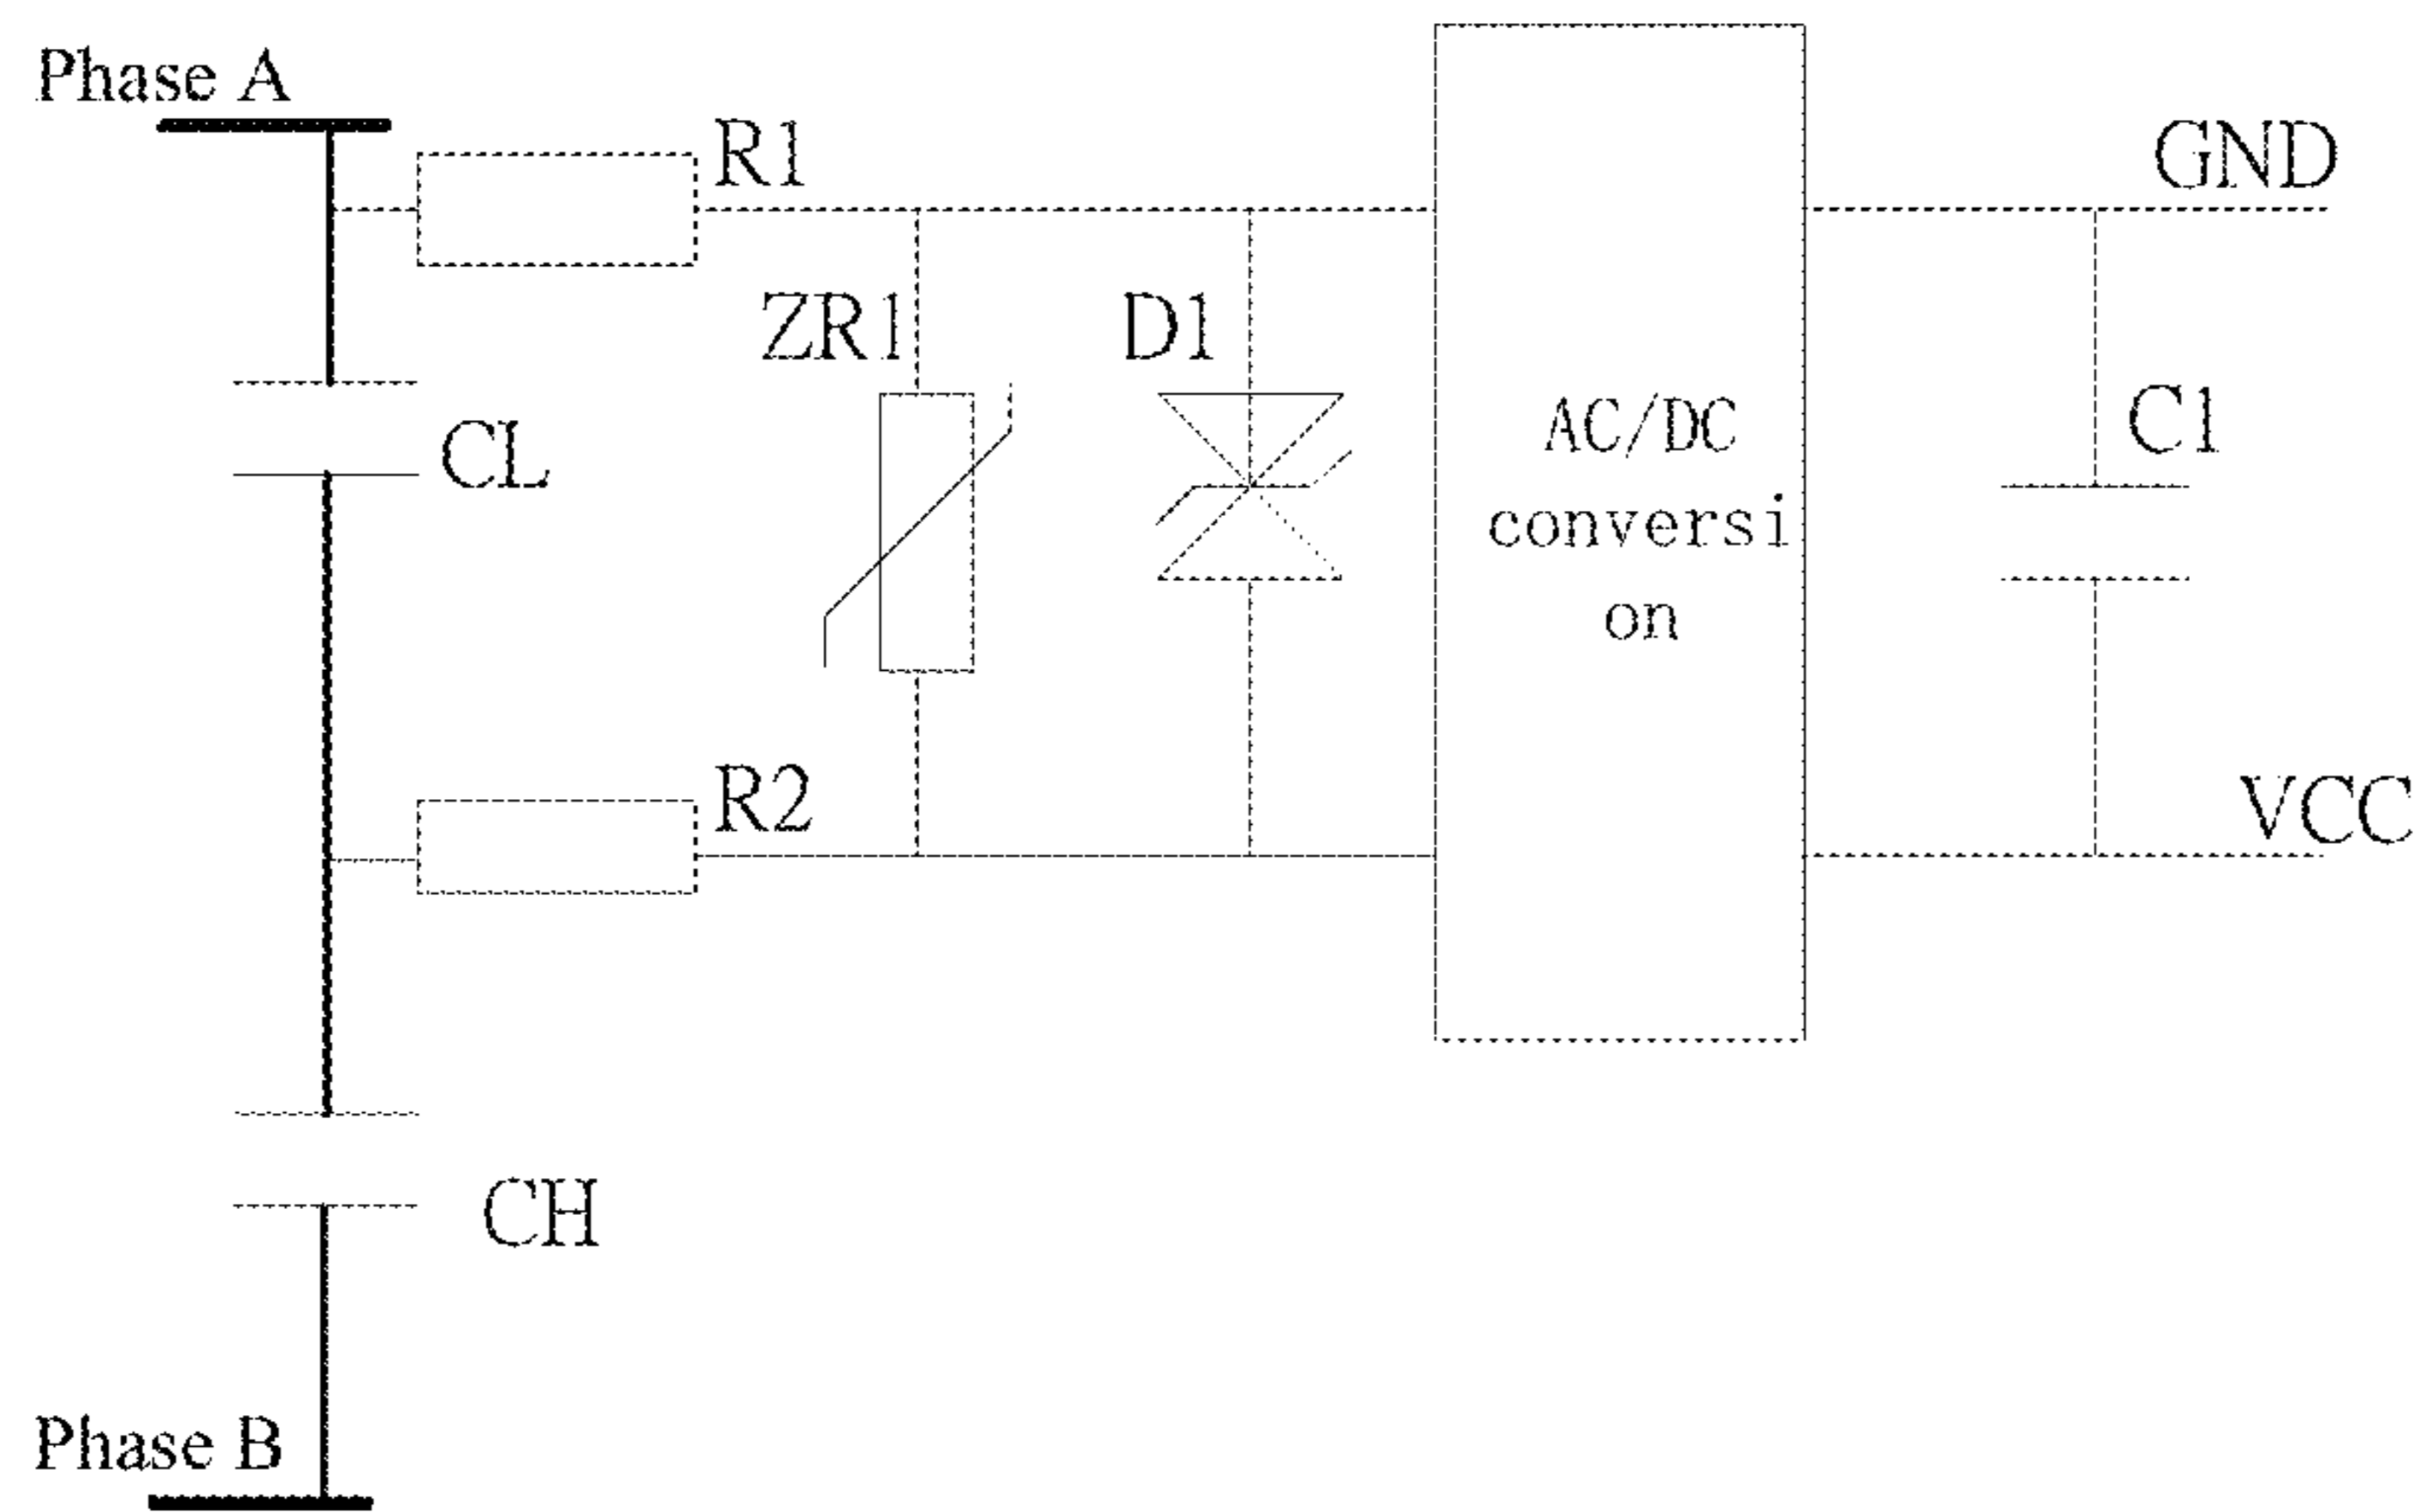 Phase A
R1
GND
ZR1
D1
CL
AC/DC
conversi
on
C1
R2
VCC
CH
Phase B